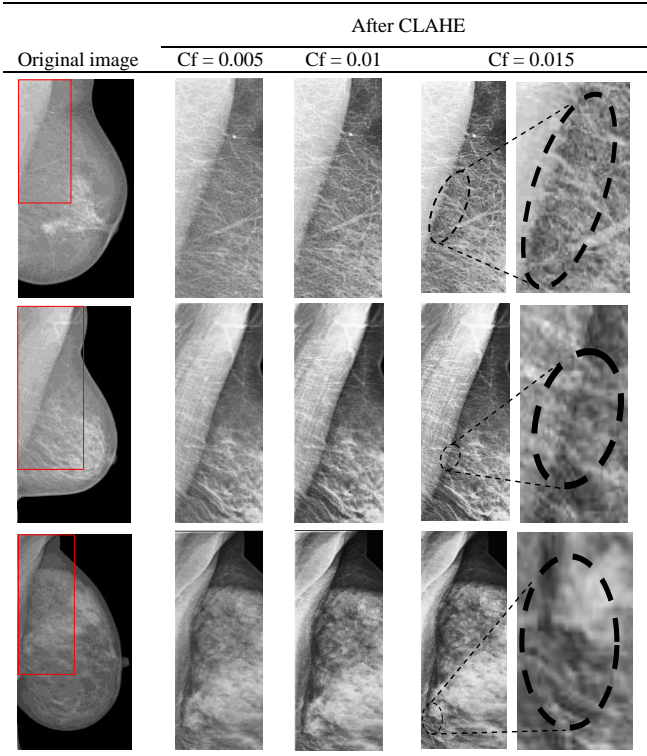 After CLAHE
Original image Cf = 0.005 Cf = 0.01 Cf = 0.015